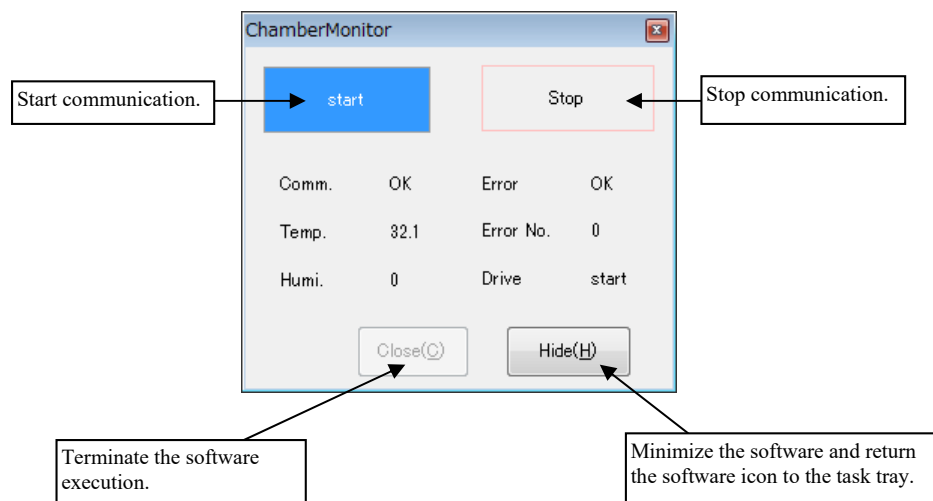 ChamberMonitor
Start communication.
start
Stop
Stop communication.
Comm. OK Error OK
Temp. 32.1 Error No. 0
Humi. 0 Drive start
Close(C) Hide(H)
Terminate the software
execution.
Minimize the software and return
the software icon to the task tray.